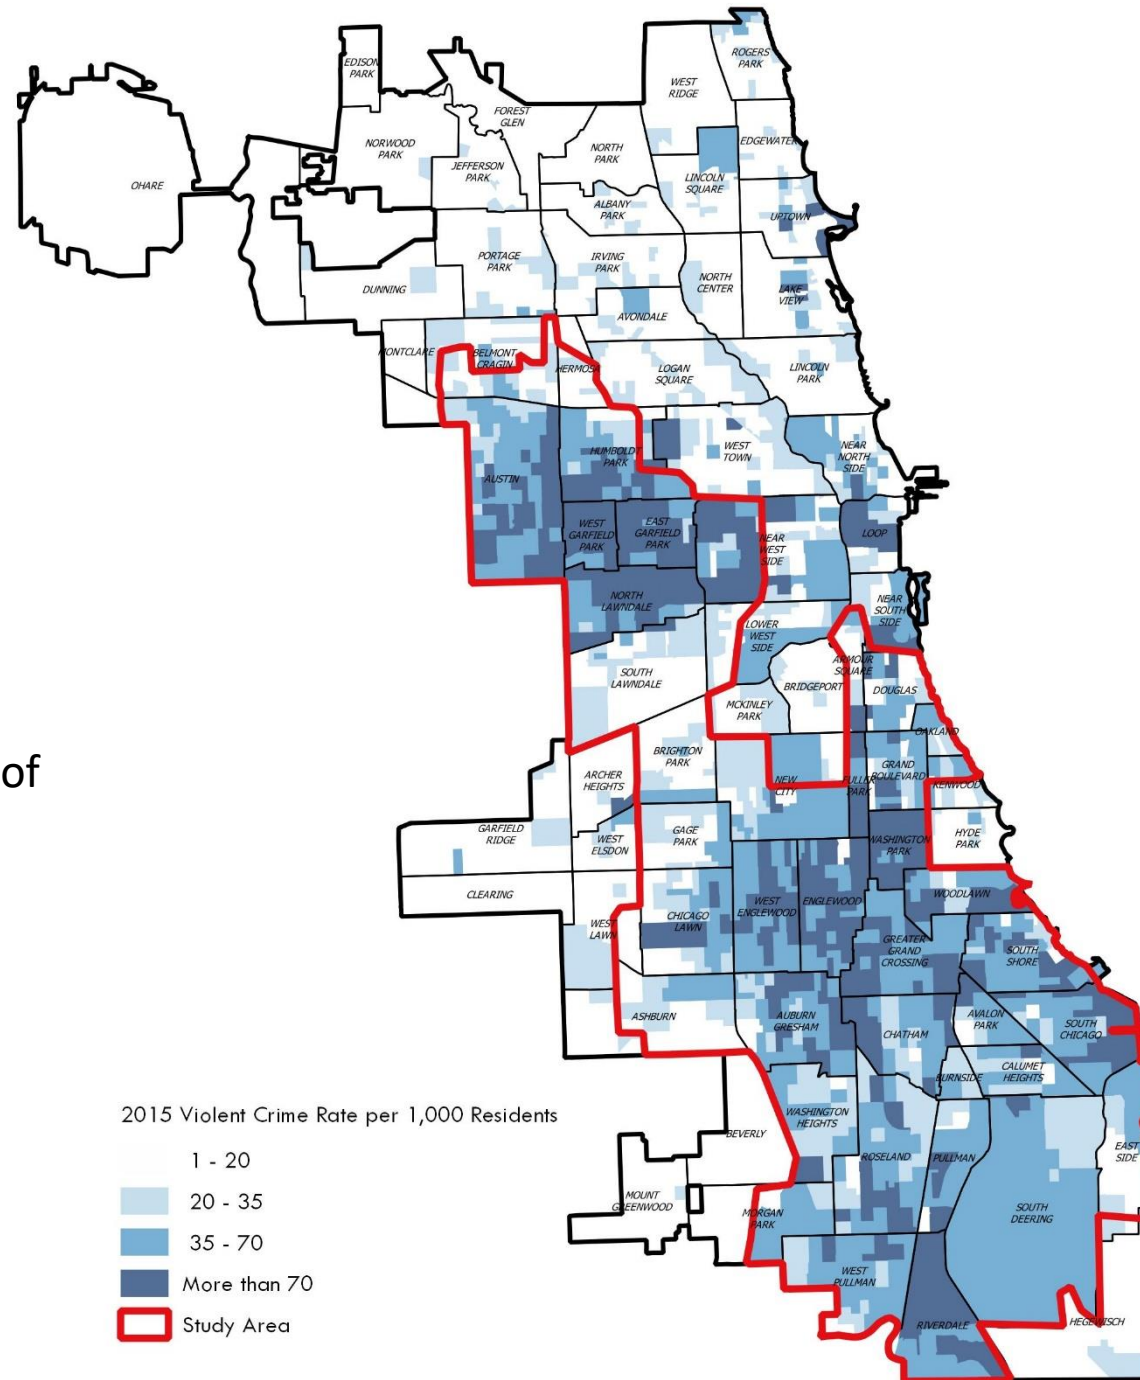 ROGERS
PARK
EDISON
PARK
WEST
RIDGE
FOREST
GLEN
NORWOOD
PARK
NORTH
PARK
EDGEWATER
JEFFERSON
PARK
OHARE
LINCOLN
SQUARE
ALBANY
PARK
UPTOWN
PORTAGE
PARK
IRVING
PARK
NORTH
CENTER
DUNNING
LAKE
VIEW
AVONDALE
MONTCLARE
BELMONT
CRAGIN
HERMOSA
LOGAN
SQUARE
LINCOLN
PARK
HUMBOLDT
PARK
WEST
TOWN
NEAR
NORTH
SIDE
AUSTIN
WEST
GARFIELD
PARK
EAST
GARFIELD
PARK
NEAR
WEST
SIDE
LOOP
NORTH
LAWNDALE
NEAR
SOUTH
SIDE
LOWER
WEST
SIDE
ARMOUR
SQUARE
SOUTH
LAWNDALE
BRIDGEPORT
DOUGLAS
MCKINLEY
PARK
OAKLAND
of
BRIGHTON
PARK
ARCHER
HEIGHTS
NEW
CITY
FULLER
PARK
GRAND
BOULEVARD
KENWOOD
GARFIELD
RIDGE
WEST
ELSDON
GAGE
PARK
WASHINGTON
PARK
HYDE
PARK
CLEARING
WEST
LAWN
CHICAGO
LAWN
WEST
ENGLEWOOD
ENGLEWOOD
WOODLAWN
GREATER
GRAND
CROSSING
SOUTH
SHORE
ASHBURN
AUBURN
GRESHAM
CHATHAM
AVALON
PARK
SOUTH
CHICAGO
BURNSIDE
CALUMET
HEIGHTS
2015 Violent Crime Rate per 1,000 Residents
1 - 20
20 - 35
35 - 70
More than 70
Study Area
BEVERLY
WASHINGTON
HEIGHTS
ROSELAND
PULLMAN
EAST
SIDE
MOUNT
GREENWOOD
MORGAN
PARK
SOUTH
DEERING
WEST
PULLMAN
RIVERDALE
HEGEWISCH